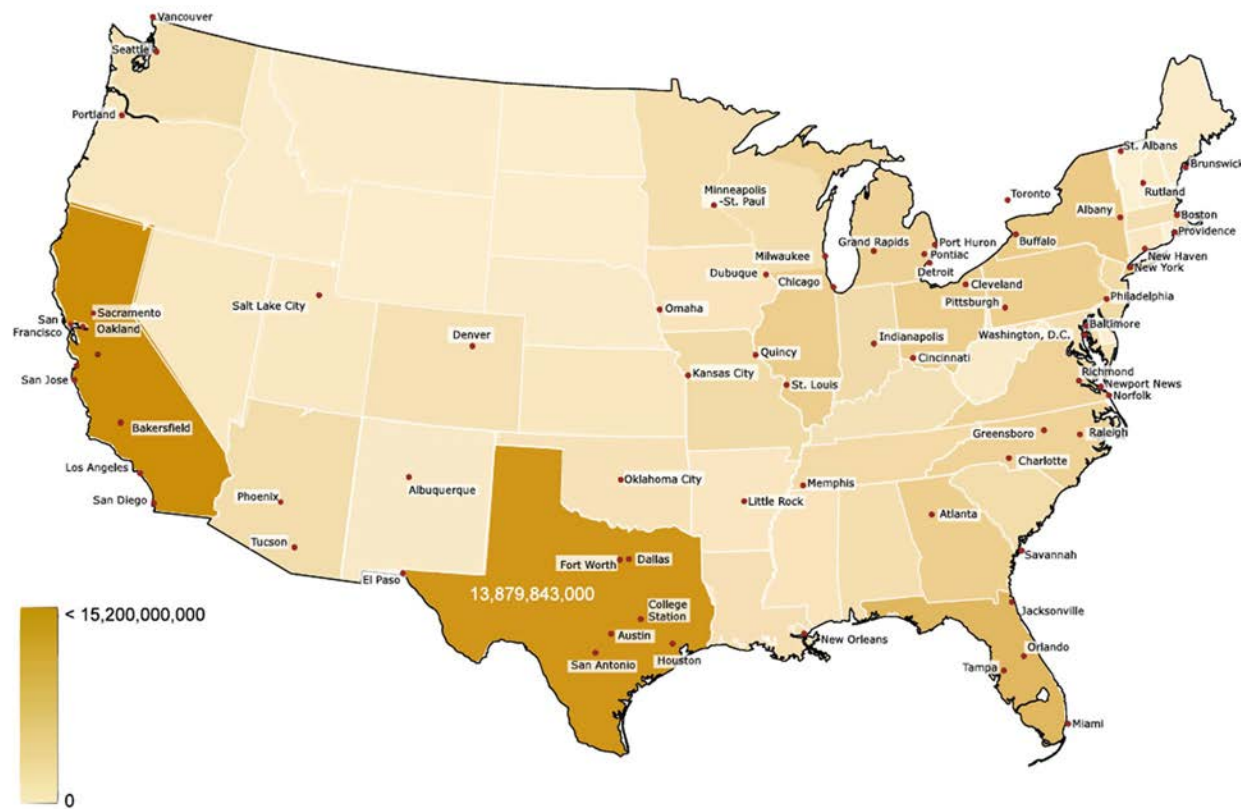 Vancouver
Seattle
Portland
St. Albans
Brunswick
Minneapolis
-St. Paul
Toronto
Rutland
Albany
Boston
Providence
Buffalo
Grand Rapids
Port Huron
Pontiac
Detroit
Milwaukee
New Haven
New York
Dubuque
Chicago
Cleveland
Pittsburgh
Philadelphia
Salt Lake City
Omaha
Sacramento
San
Francisco
Oakland
Denver
Indianapolis
Washington, D.C.
Baltimore
Quincy
Cincinnati
Kansas City
St. Louis
Richmond
Newport News
Norfolk
San Jose
Bakersfield
Greensboro
Raleigh
Charlotte
Los Angeles
San Diego
Phoenix
Albuquerque
Oklahoma City
Memphis
Little Rock
Atlanta
Tucson
Savannah
El Paso
Fort Worth
Dallas
13,879,843,000
College
Station
Austin
San Antonio
Houston
New Orleans
Jacksonville
Orlando
Tampa
Miami
< 15,200,000,000
0